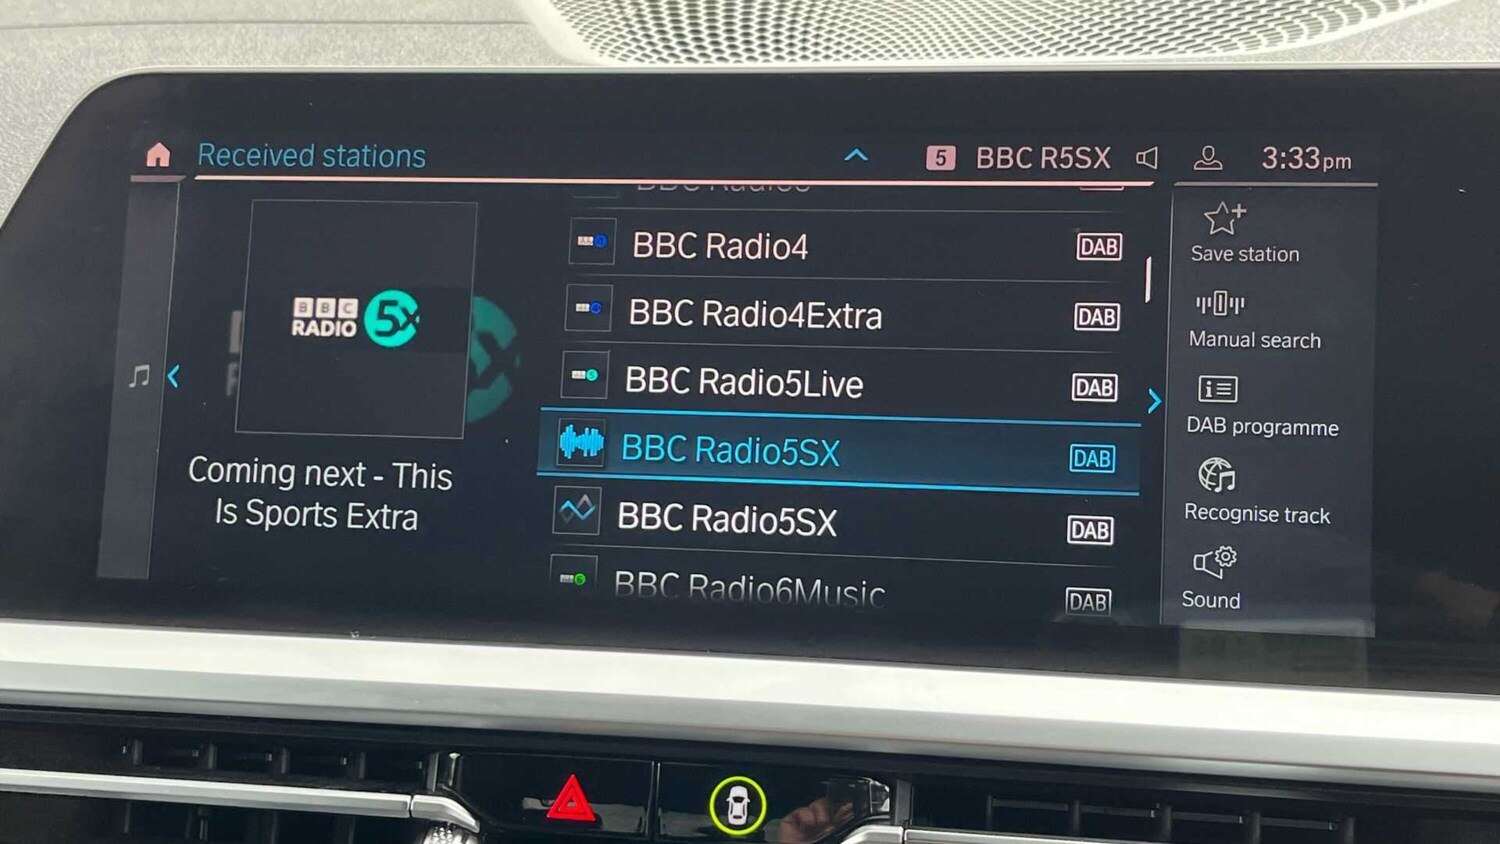 Received stations
5 BBC R5SX
3:33pm
BBC RADIO 5x
Coming next - This
Is Sports Extra
BBC Radio4 DAB
BBC Radio4Extra DAB
BBC Radio5Live DAB
BBC Radio5SX DAB
BBC Radio5SX DAB
BBC Radio6Music DAB
Save station
Manual search
DAB programme
Recognise track
Sound